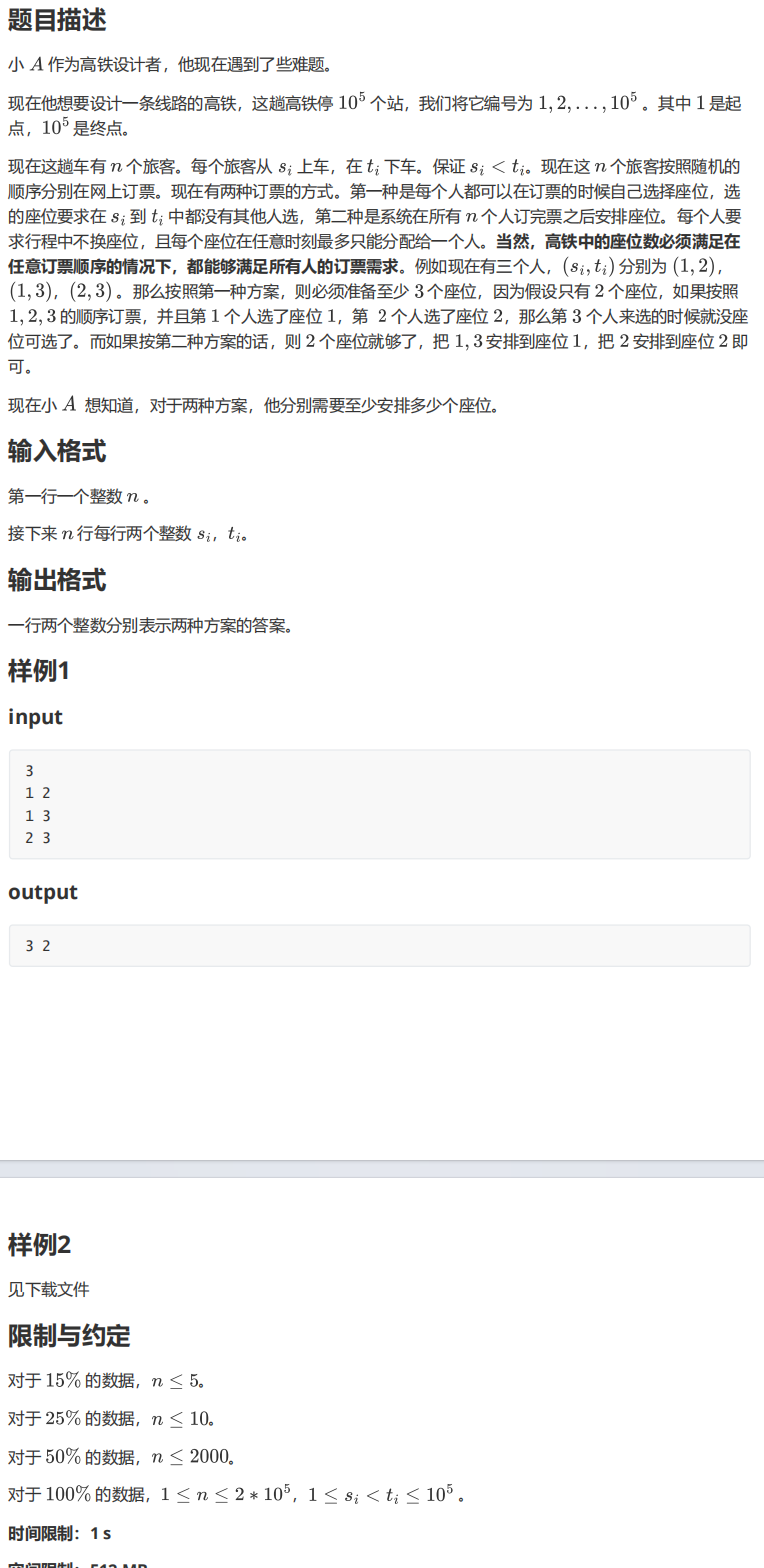 题目描述
小 A 作为高铁设计者，他现在遇到了些难题。
现在他想要设计一条线路的高铁，这趟高铁停 10^5 个站，我们将它编号为 1, 2, . . . , 10^5 。其中 1 是起
点，10^5 是终点。
现在这趟车有 n 个旅客。每个旅客从 s_i 上车，在 t_i 下车。保证 s_i < t_i。现在这 n 个旅客按照随机的
顺序分别在网上订票。现在有两种订票的方式。第一种是每个人都可以在订票的时候自己选择座位，选
的座位要求在 s_i 到 t_i 中都没有其他人选，第二种是系统在所有 n 个人订完票之后安排座位。每个人要
求行程中不换座位，且每个座位在任意时刻最多只能分配给一个人。当然，高铁中的座位数必须满足在
任意订票顺序的情况下，都能够满足所有人的订票需求。例如现在有三个人，(s_i, t_i) 分别为 (1, 2)，
(1, 3)，(2, 3) 。那么按照第一种方案，则必须准备至少 3 个座位，因为假设只有 2 个座位，如果按照
1, 2, 3 的顺序订票，并且第 1 个人选了座位 1，第 2 个人选了座位 2，那么第 3 个人来选的时候就没座
位可选了。而如果按第二种方案的话，则 2 个座位就够了，把 1, 3 安排到座位 1，把 2 安排到座位 2 即
可。
现在小 A 想知道，对于两种方案，他分别需要至少安排多少个座位。
输入格式
第一行一个整数 n 。
接下来 n 行每行两个整数 s_i，t_i。
输出格式
一行两个整数分别表示两种方案的答案。
样例1
input
3
1 2
1 3
2 3
output
3 2
样例2
见下载文件
限制与约定
对于 15% 的数据，n ≤ 5。
对于 25% 的数据，n ≤ 10。
对于 50% 的数据，n ≤ 2000。
对于 100% 的数据，1 ≤ n ≤ 2 * 10^5，1 ≤ s_i < t_i ≤ 10^5 。
时间限制：1 s